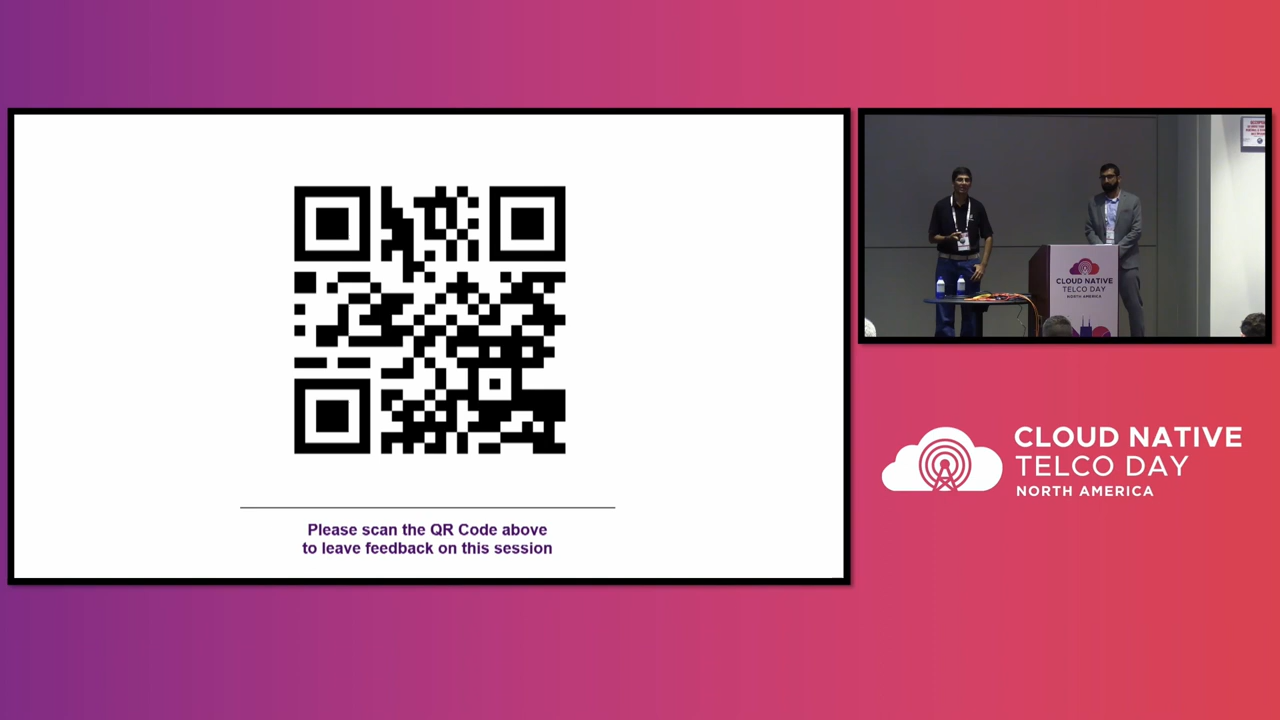 Please scan the QR Code above
to leave feedback on this session
CLOUD NATIVE
TELCO DAY
NORTH AMERICA
CLOUD NATIVE
TELCO DAY
NORTH AMERICA